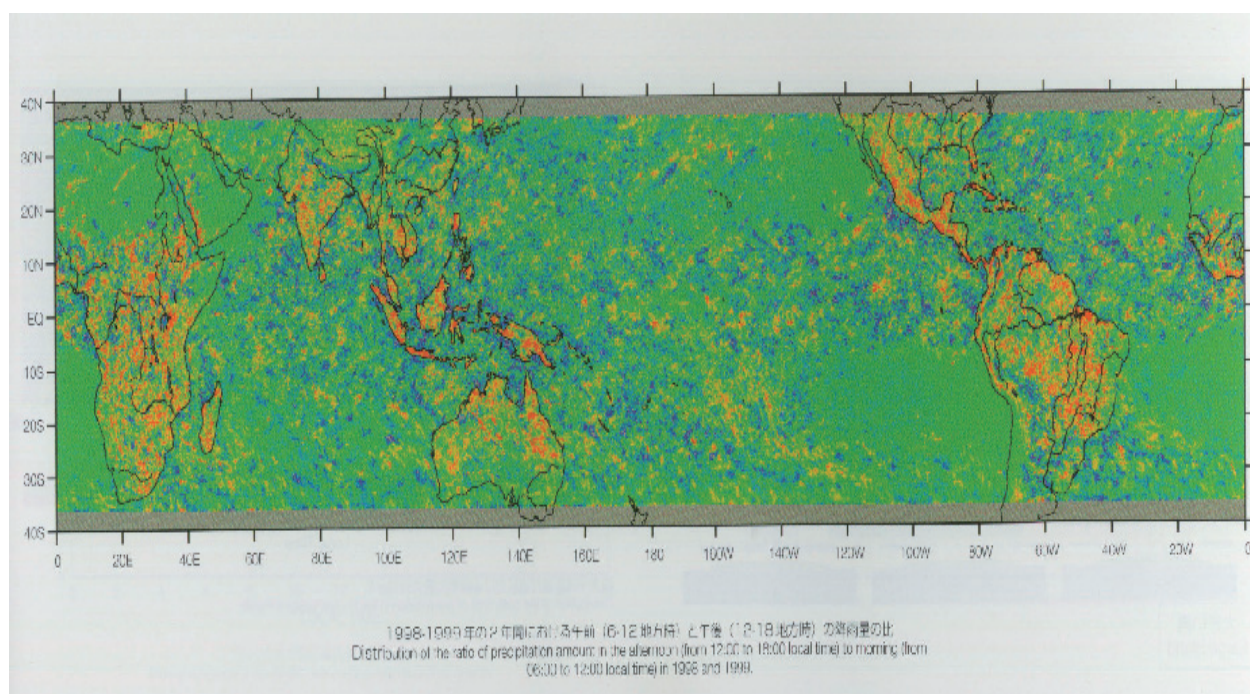 40N
30N
20N
10N
EQ
10S
20S
30S
40S
0 20E 40E 60E 80E 100E 120E 140E 160E 180 160W 140W 120W 100W 80W 60W 40W 20W 0
1998-1999年の2年間における午前（6-12地方時）と午後（12-18地方時）の降雨量の比
Distribution of the ratio of precipitation amount in the afternoon (from 12:00 to 18:00 local time) to morning (from
06:00 to 12:00 local time) in 1998 and 1999.